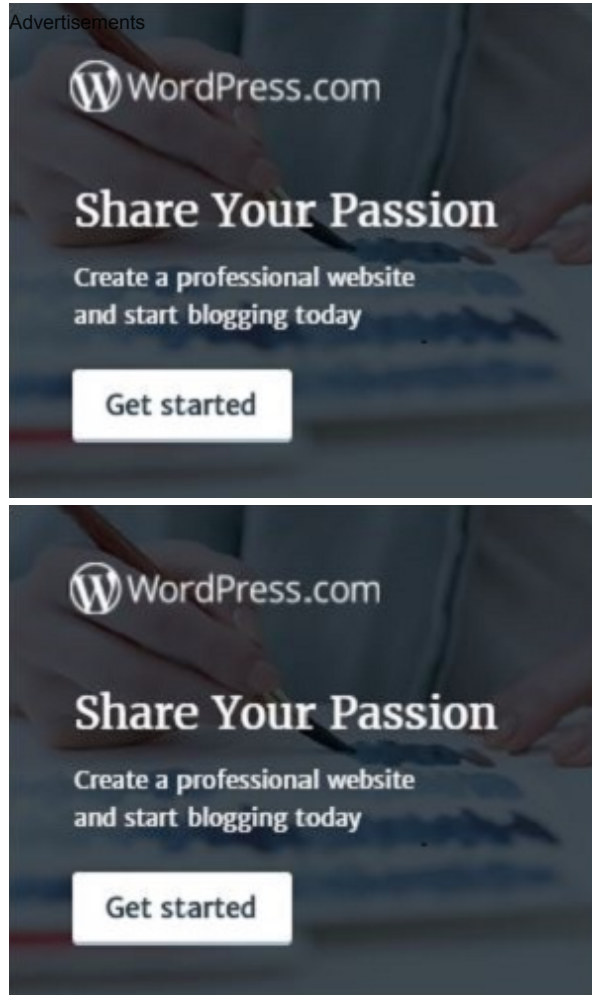 Advertisements
WordPress.com
Share Your Passion
Create a professional website
and start blogging today
Get started
WordPress.com
Share Your Passion
Create a professional website
and start blogging today
Get started